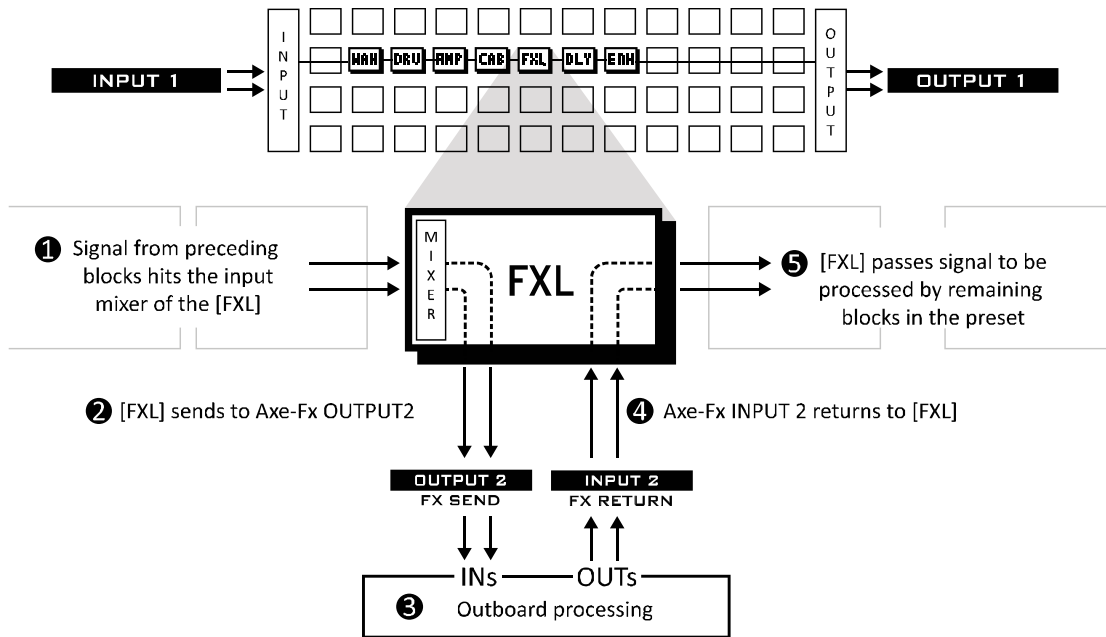 INPUT 1
INPUT
WAH DRV AMP CAB FXL DLY ENH
OUTPUT
OUTPUT 1
❶ Signal from preceding
blocks hits the input
mixer of the [FXL]
MIXER
FXL
❺ [FXL] passes signal to be
processed by remaining
blocks in the preset
❷ [FXL] sends to Axe-Fx OUTPUT2
❹ Axe-Fx INPUT 2 returns to [FXL]
OUTPUT 2
FX SEND
INPUT 2
FX RETURN
INs
OUTs
❸ Outboard processing